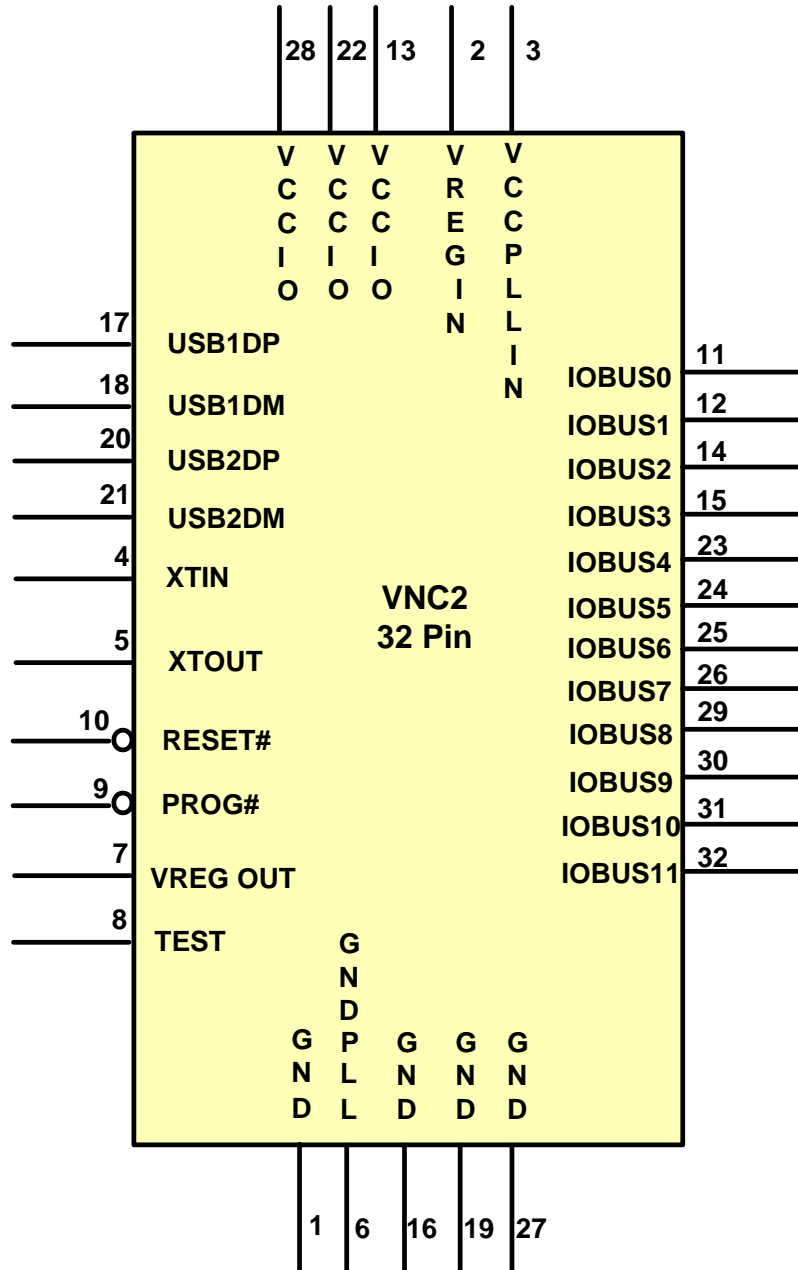 28 22 13 2 3
VCCIO VCCIO VCCIO VREGIN VCCPLLIN
17 USB1DP
18 USB1DM
20 USB2DP
21 USB2DM
4 XTIN
5 XTOUT
10 RESET#
9 PROG#
7 VREG OUT
8 TEST
VNC2
32 Pin
IOBUS0 11
IOBUS1 12
IOBUS2 14
IOBUS3 15
IOBUS4 23
IOBUS5 24
IOBUS6 25
IOBUS7 26
IOBUS8 29
IOBUS9 30
IOBUS10 31
IOBUS11 32
GND GNDPLL GND GND GND
1 6 16 19 27